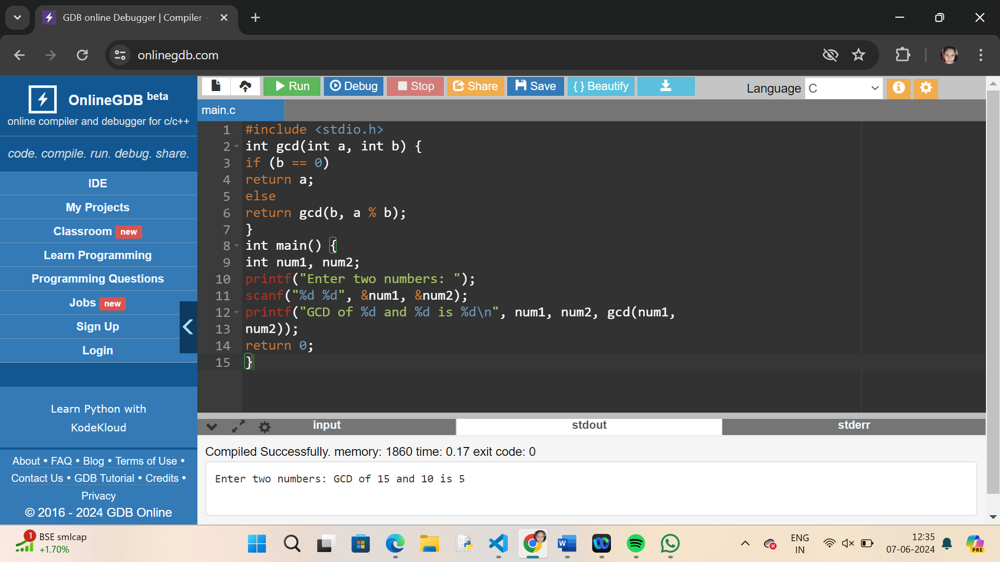 GDB online Debugger | Compiler -
onlinegdb.com
OnlineGDB beta
online compiler and debugger for c/c++
code. compile. run. debug. share.
IDE
My Projects
Classroom new
Learn Programming
Programming Questions
Jobs new
Sign Up
Login
Learn Python with
KodeKloud
About • FAQ • Blog • Terms of Use •
Contact Us • GDB Tutorial • Credits •
Privacy
© 2016 - 2024 GDB Online
Run Debug Stop Share Save { } Beautify Language C
main.c
1 #include <stdio.h>
2 int gcd(int a, int b) {
3 if (b == 0)
4 return a;
5 else
6 return gcd(b, a % b);
7 }
8 int main() {
9 int num1, num2;
10 printf("Enter two numbers: ");
11 scanf("%d %d", &num1, &num2);
12 printf("GCD of %d and %d is %d\n", num1, num2, gcd(num1,
13 num2));
14 return 0;
15 }
input stdout stderr
Compiled Successfully. memory: 1860 time: 0.17 exit code: 0
Enter two numbers: GCD of 15 and 10 is 5
1 BSE smlcap
+1.70%
W
ENG
IN
12:35
07-06-2024
PRE